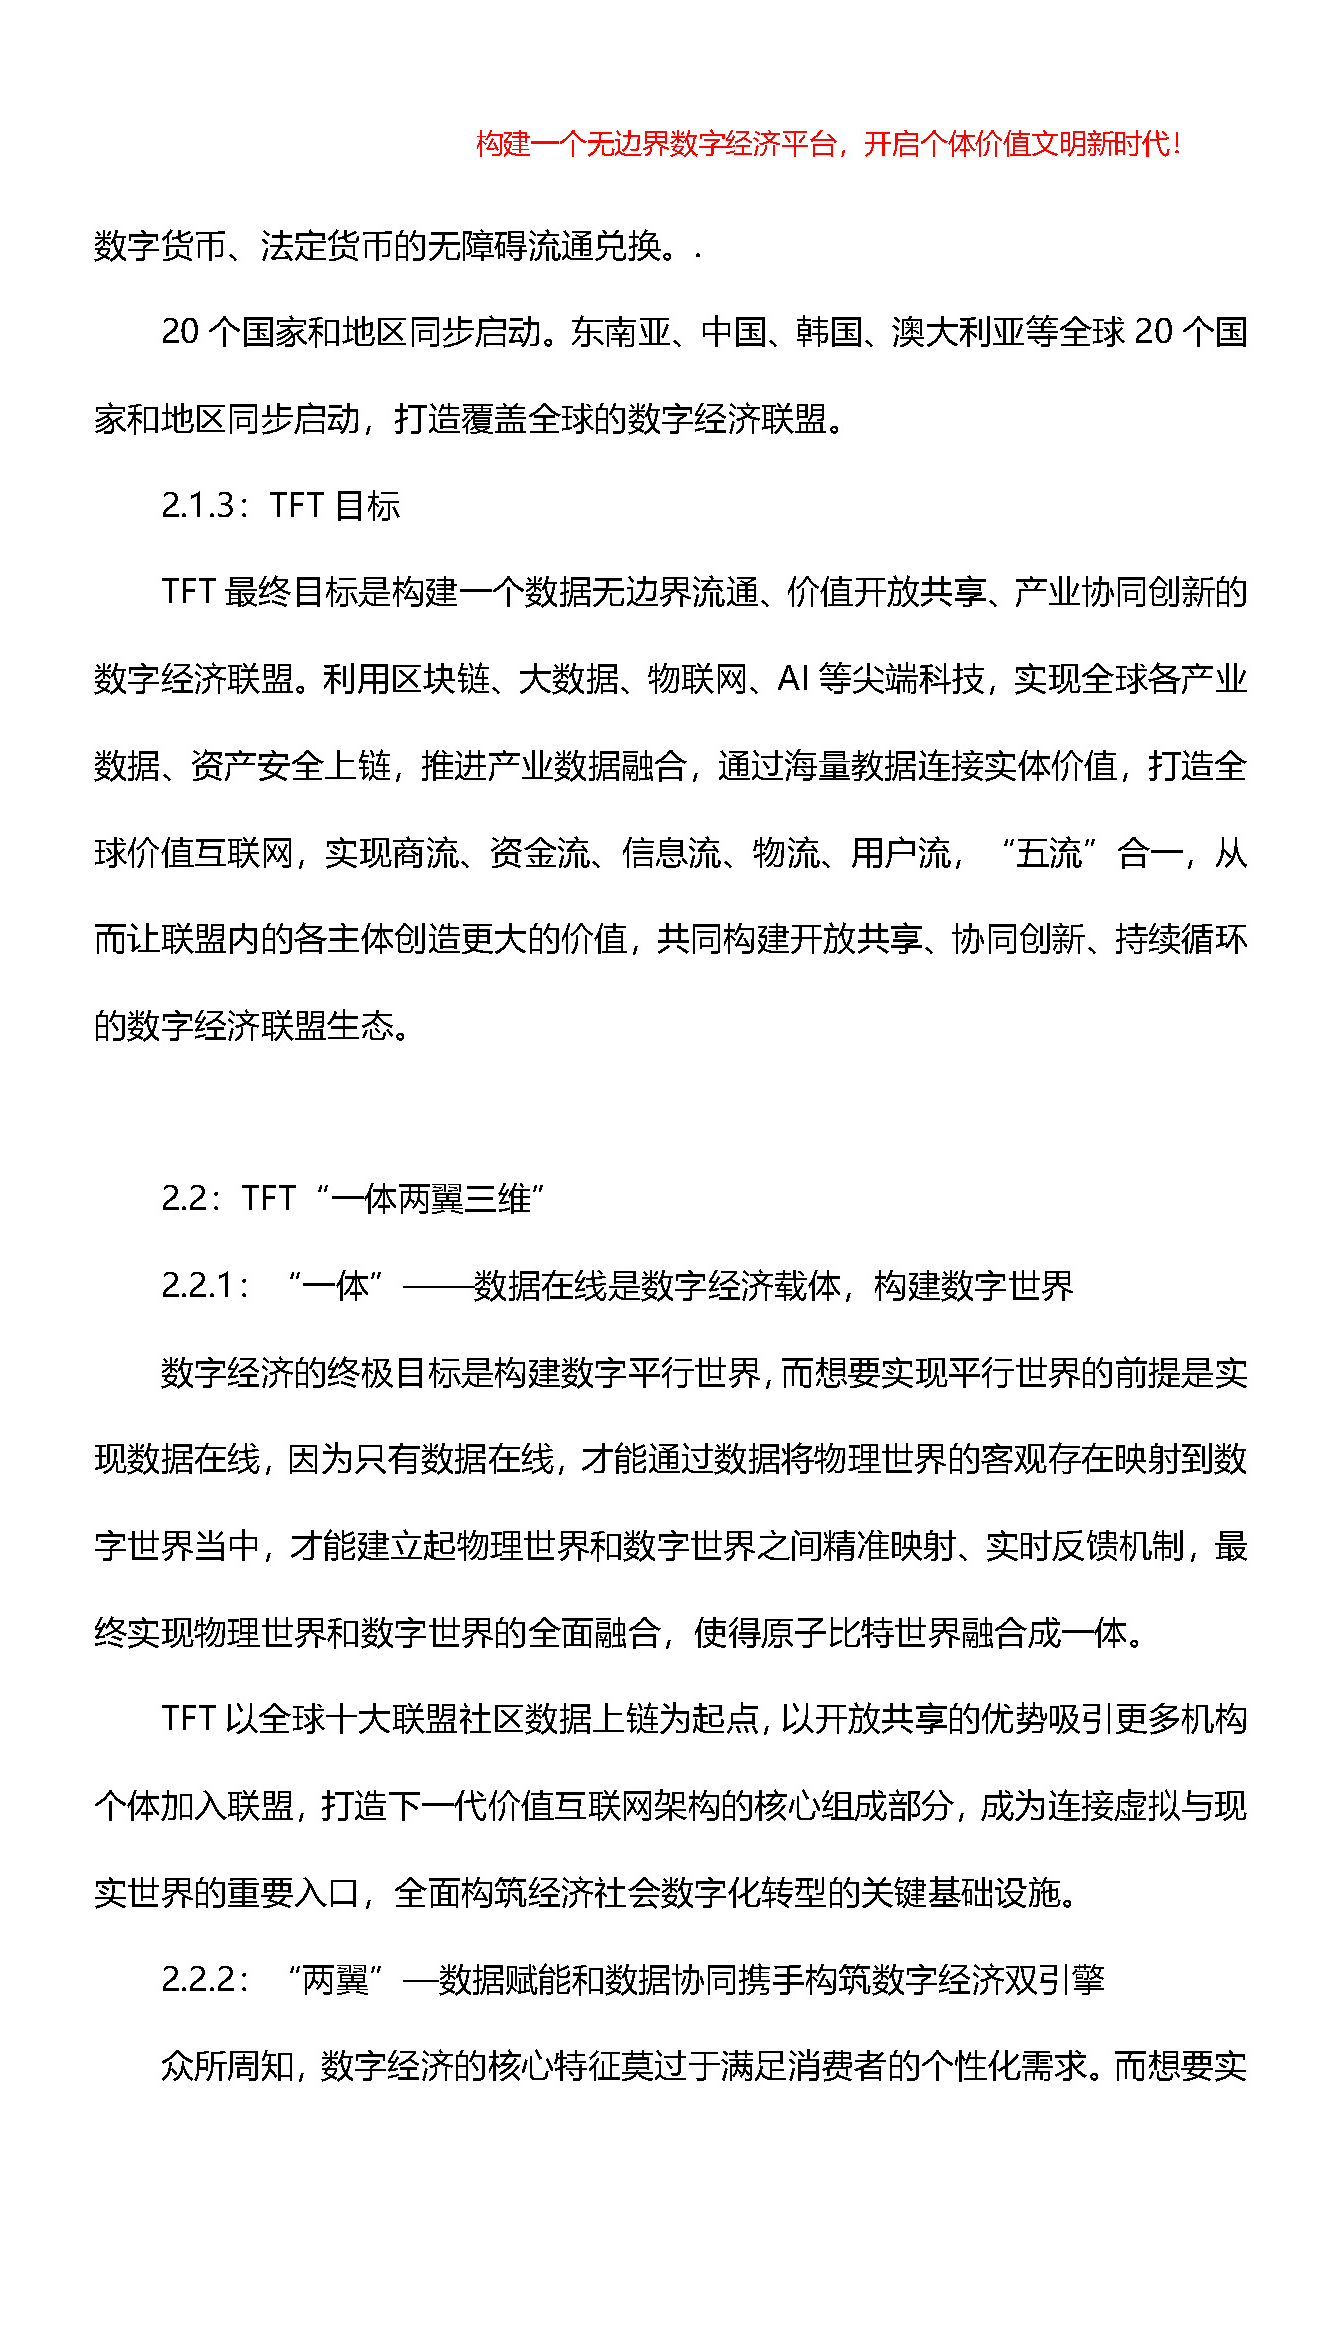 构建一个无边界数字经济平台，开启个体价值文明新时代！
数字货币、法定货币的无障碍流通兑换。.
20 个国家和地区同步启动。东南亚、中国、韩国、澳大利亚等全球 20 个国
家和地区同步启动，打造覆盖全球的数字经济联盟。
2.1.3：TFT 目标
TFT 最终目标是构建一个数据无边界流通、价值开放共享、产业协同创新的
数字经济联盟。利用区块链、大数据、物联网、AI 等尖端科技，实现全球各产业
数据、资产安全上链，推进产业数据融合，通过海量教据连接实体价值，打造全
球价值互联网，实现商流、资金流、信息流、物流、用户流，“五流”合一，从
而让联盟内的各主体创造更大的价值，共同构建开放共享、协同创新、持续循环
的数字经济联盟生态。
2.2：TFT“一体两翼三维”
2.2.1：“一体”——数据在线是数字经济载体，构建数字世界
数字经济的终极目标是构建数字平行世界，而想要实现平行世界的前提是实
现数据在线，因为只有数据在线，才能通过数据将物理世界的客观存在映射到数
字世界当中，才能建立起物理世界和数字世界之间精准映射、实时反馈机制，最
终实现物理世界和数字世界的全面融合，使得原子比特世界融合成一体。
TFT 以全球十大联盟社区数据上链为起点，以开放共享的优势吸引更多机构
个体加入联盟，打造下一代价值互联网架构的核心组成部分，成为连接虚拟与现
实世界的重要入口，全面构筑经济社会数字化转型的关键基础设施。
2.2.2：“两翼”—数据赋能和数据协同携手构筑数字经济双引擎
众所周知，数字经济的核心特征莫过于满足消费者的个性化需求。而想要实